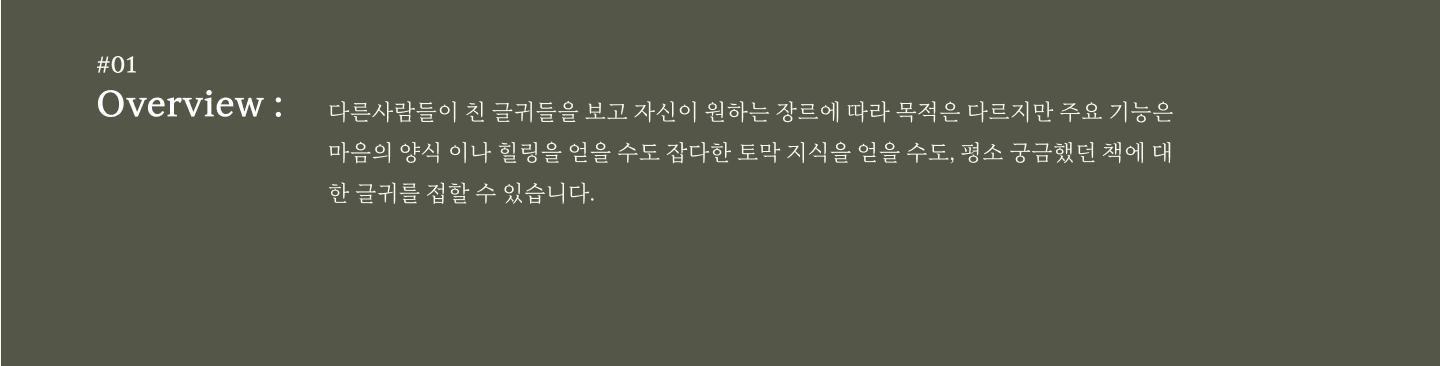 #01
Overview :
다른사람들이 친 글귀들을 보고 자신이 원하는 장르에 따라 목적은 다르지만 주요 기능은
마음의 양식 이나 힐링을 얻을 수도 잡다한 토막 지식을 얻을 수도, 평소 궁금했던 책에 대
한 글귀를 접할 수 있습니다.